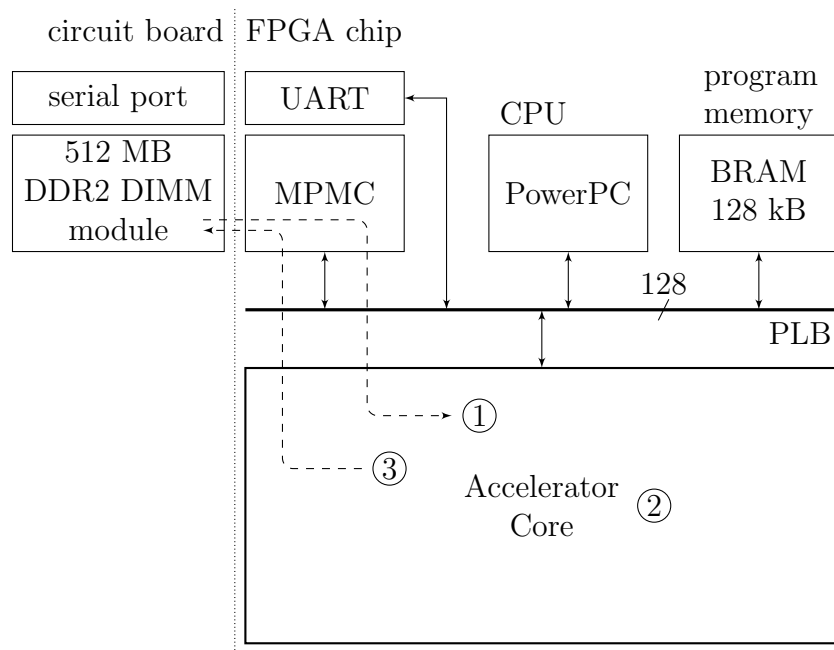 circuit board
FPGA chip
serial port
UART
CPU
program
memory
512 MB
DDR2 DIMM
module
MPMC
PowerPC
BRAM
128 kB
128
PLB
1
3
Accelerator
Core
2